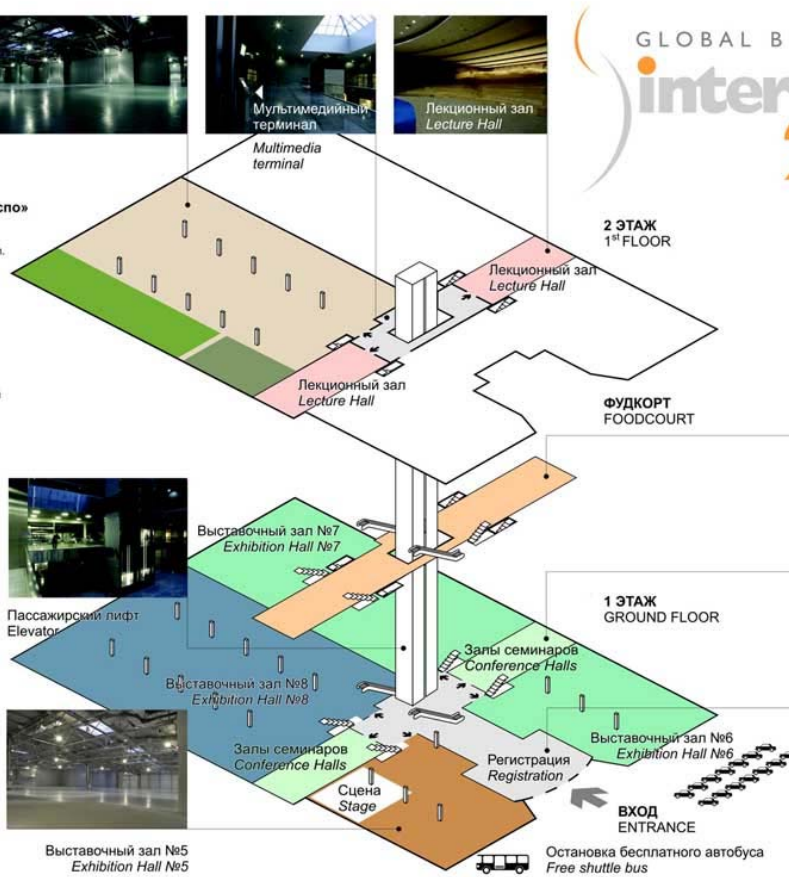 GLOBAL B
inter
Мультимедийный
терминал
Multimedia
terminal
Лекционный зал
Lecture Hall
спо»
2 ЭТАЖ
1st FLOOR
Лекционный зал
Lecture Hall
Лекционный зал
Lecture Hall
ФУДКОРТ
FOODCOURT
Выставочный зал №7
Exhibition Hall №7
Пассажирский лифт
Elevator
1 ЭТАЖ
GROUND FLOOR
Залы семинаров
Conference Halls
Выставочный зал №8
Exhibition Hall №8
Выставочный зал №6
Exhibition Hall №6
Залы семинаров
Conference Halls
Регистрация
Registration
Сцена
Stage
ВХОД
ENTRANCE
Выставочный зал №5
Exhibition Hall №5
Остановка бесплатного автобуса
Free shuttle bus